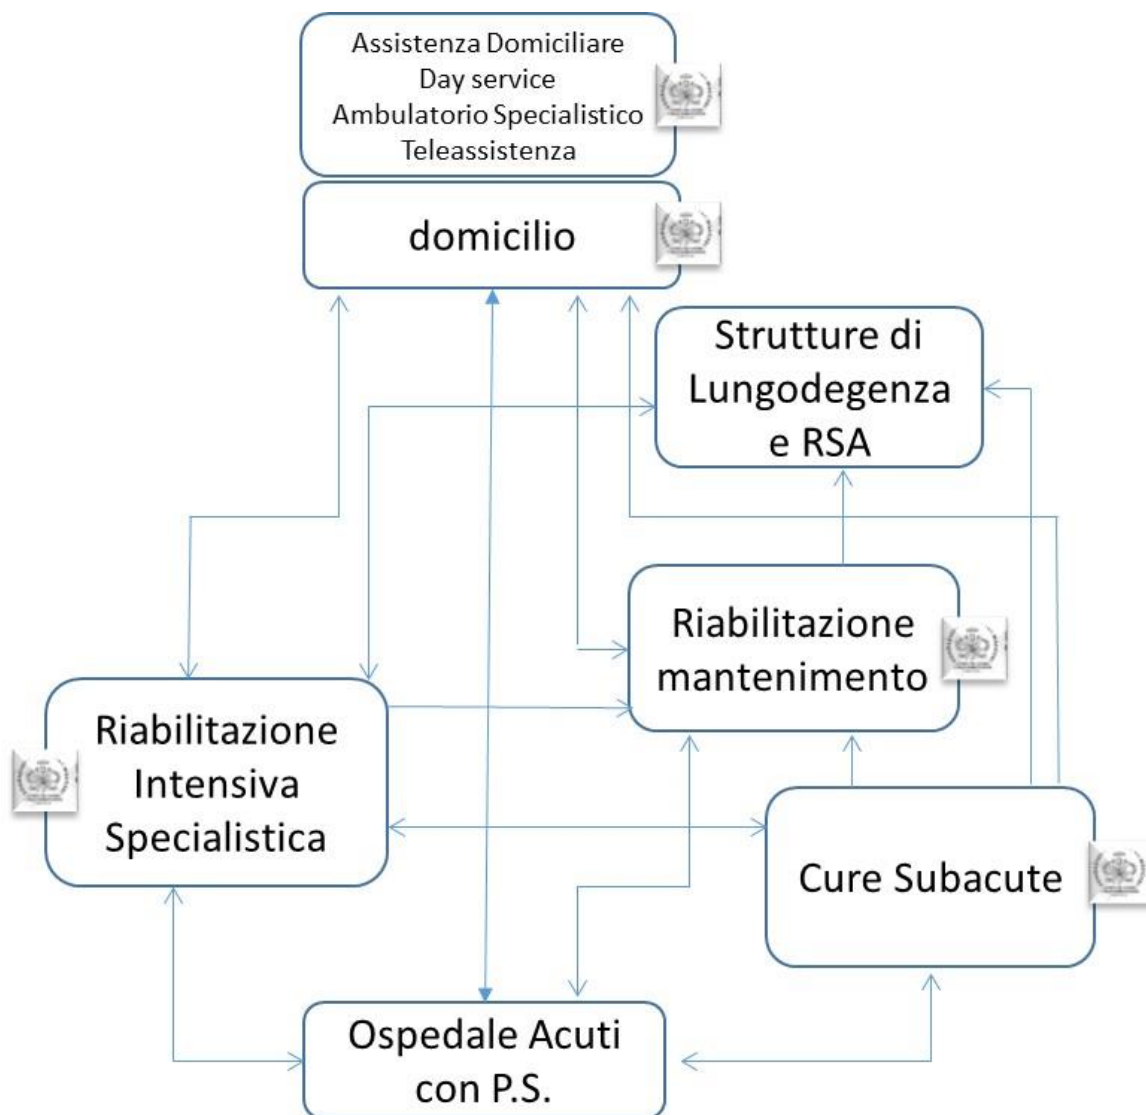 Assistenza Domiciliare
Day service
Ambulatorio Specialistico
Teleassistenza
domicilio
Strutture di
Lungodegenza
e RSA
Riabilitazione
mantenimento
Riabilitazione
Intensiva
Specialistica
Cure Subacute
Ospedale Acuti
con P.S.